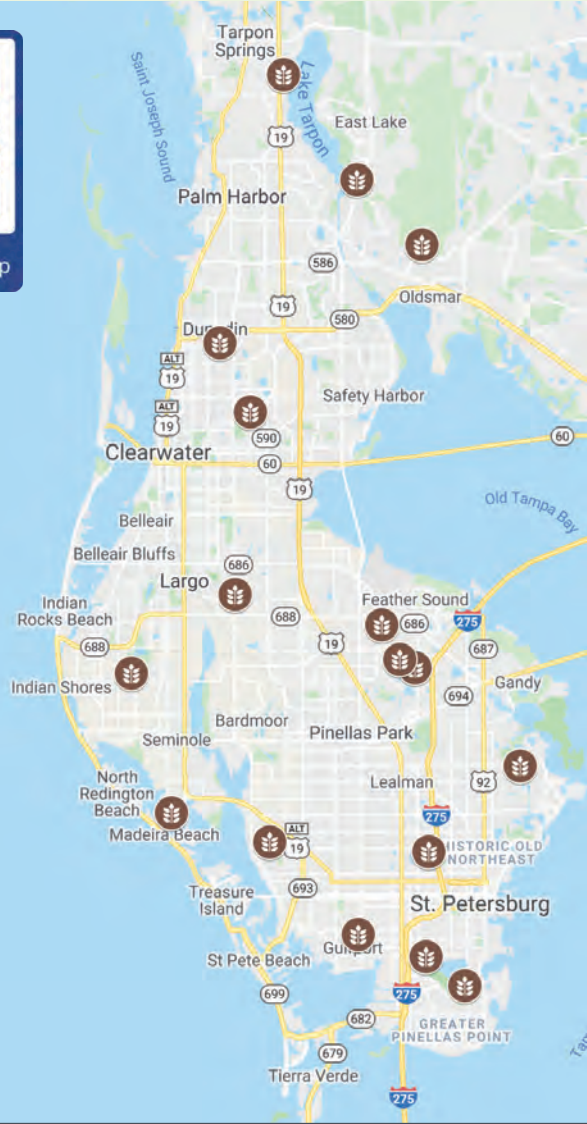 Tarpon
Springs
Saint Joseph Sound
Lake Tarpon
East Lake
19
Palm Harbor
p
586
Oldsmar
19
580
ALT
19
Safety Harbor
ALT
19
590
60
Clearwater
60
19
Old Tampa Bay
Belleair
Belleair Bluffs
686
Largo
Feather Sound
Indian
Rocks Beach
688
686
275
688
19
687
Indian Shores
694
Gandy
Bardmoor
Pinellas Park
Seminole
North
Redington
Beach
Lealman
92
Madeira Beach
275
ALT
19
HISTORIC OLD
NORTHEAST
693
Treasure
Island
St. Petersburg
St Pete Beach
699
275
682
GREATER
PINELLAS POINT
679
Tierra Verde
275